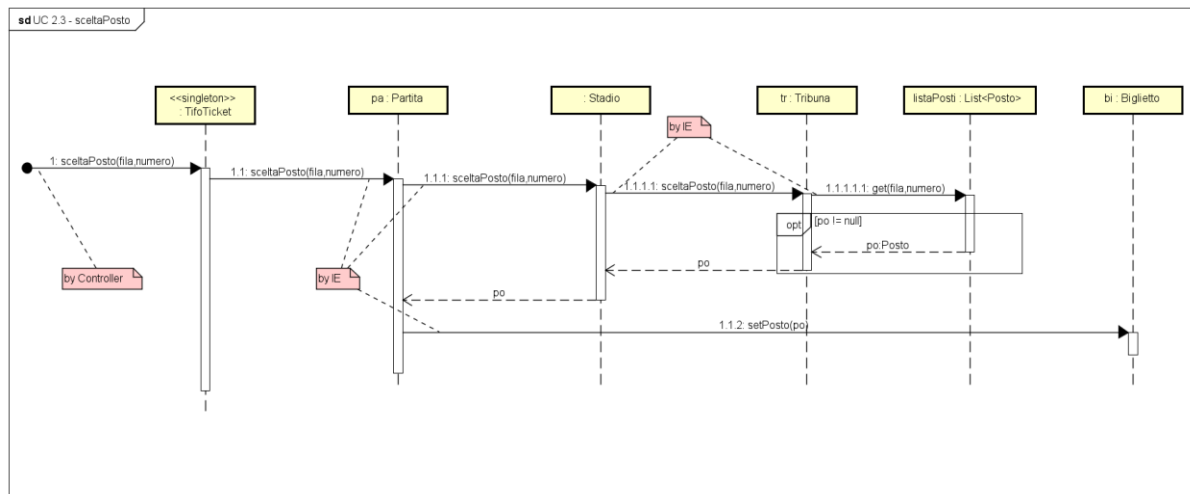 sd UC 2.3 - sceltaPosto
<<singleton>>
: TifoTicket
pa : Partita
: Stadio
tr : Tribuna
listaPosti : List<Posto>
bi : Biglietto
by IE
1: sceltaPosto(fila,numero)
1.1: sceltaPosto(fila,numero)
1.1.1: sceltaPosto(fila,numero)
1.1.1.1: sceltaPosto(fila,numero)
1.1.1.1.1: get(fila,numero)
opt
[po != null]
po:Posto
po
by Controller
by IE
po
1.1.2: setPosto(po)